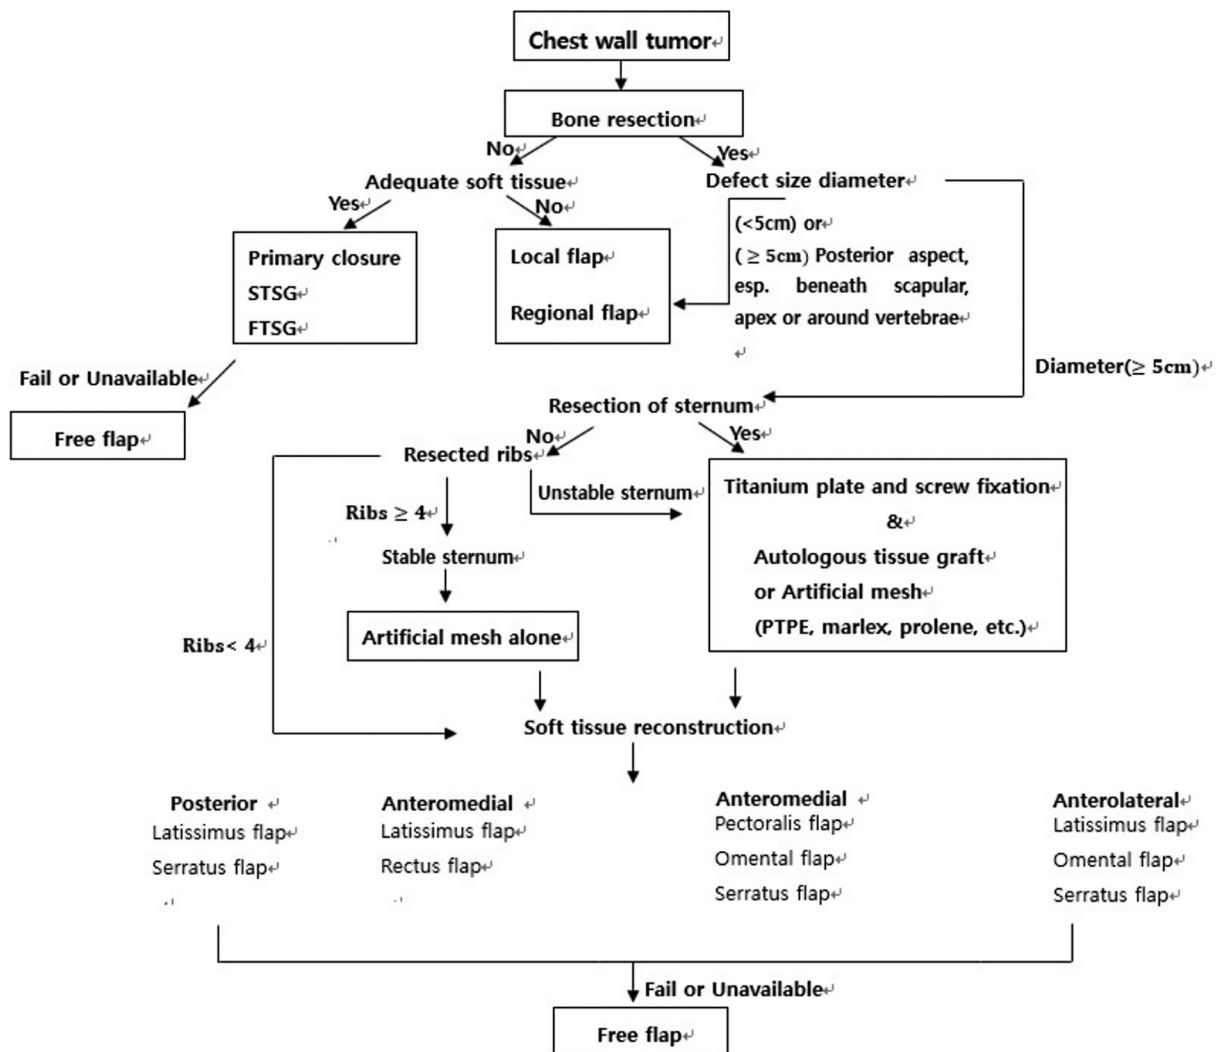 Chest wall tumor
Bone resection
No
Yes
Adequate soft tissue
Defect size diameter
Yes
No
Primary closure
STSG
FTSG
Local flap
Regional flap
(<5cm) or
( ≥ 5cm) Posterior aspect,
esp. beneath scapular,
apex or around vertebrae
Fail or Unavailable
Diameter(≥ 5cm)
Free flap
Resection of sternum
No
Yes
Resected ribs
Unstable sternum
Titanium plate and screw fixation
&
Autologous tissue graft
or Artificial mesh
(PTPE, marlex, prolene, etc.)
Ribs ≥ 4
Stable sternum
Artificial mesh alone
Ribs< 4
Soft tissue reconstruction
Posterior
Latissimus flap
Serratus flap
Anteromedial
Latissimus flap
Rectus flap
Anteromedial
Pectoralis flap
Omental flap
Serratus flap
Anterolateral
Latissimus flap
Omental flap
Serratus flap
Fail or Unavailable
Free flap